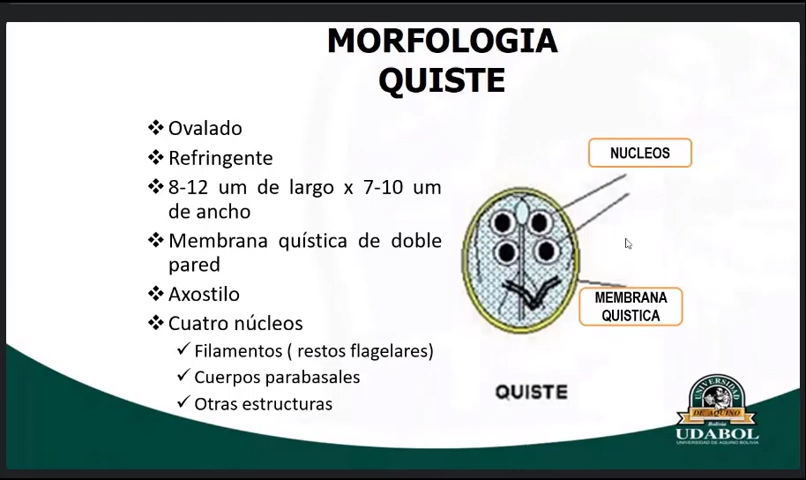 MORFOLOGIA
QUISTE
Ovalado
Refringente
8-12 um de largo x 7-10 um
de ancho
Membrana quística de doble
pared
Axostilo
Cuatro núcleos
Filamentos ( restos flagelares)
Cuerpos parabasales
Otras estructuras
NUCLEOS
MEMBRANA
QUISTICA
QUISTE
UNIVERSIDAD
DE AQUINO
Bolivia
UDABOL
UNIVERSIDAD DE AQUINO BOLIVIA